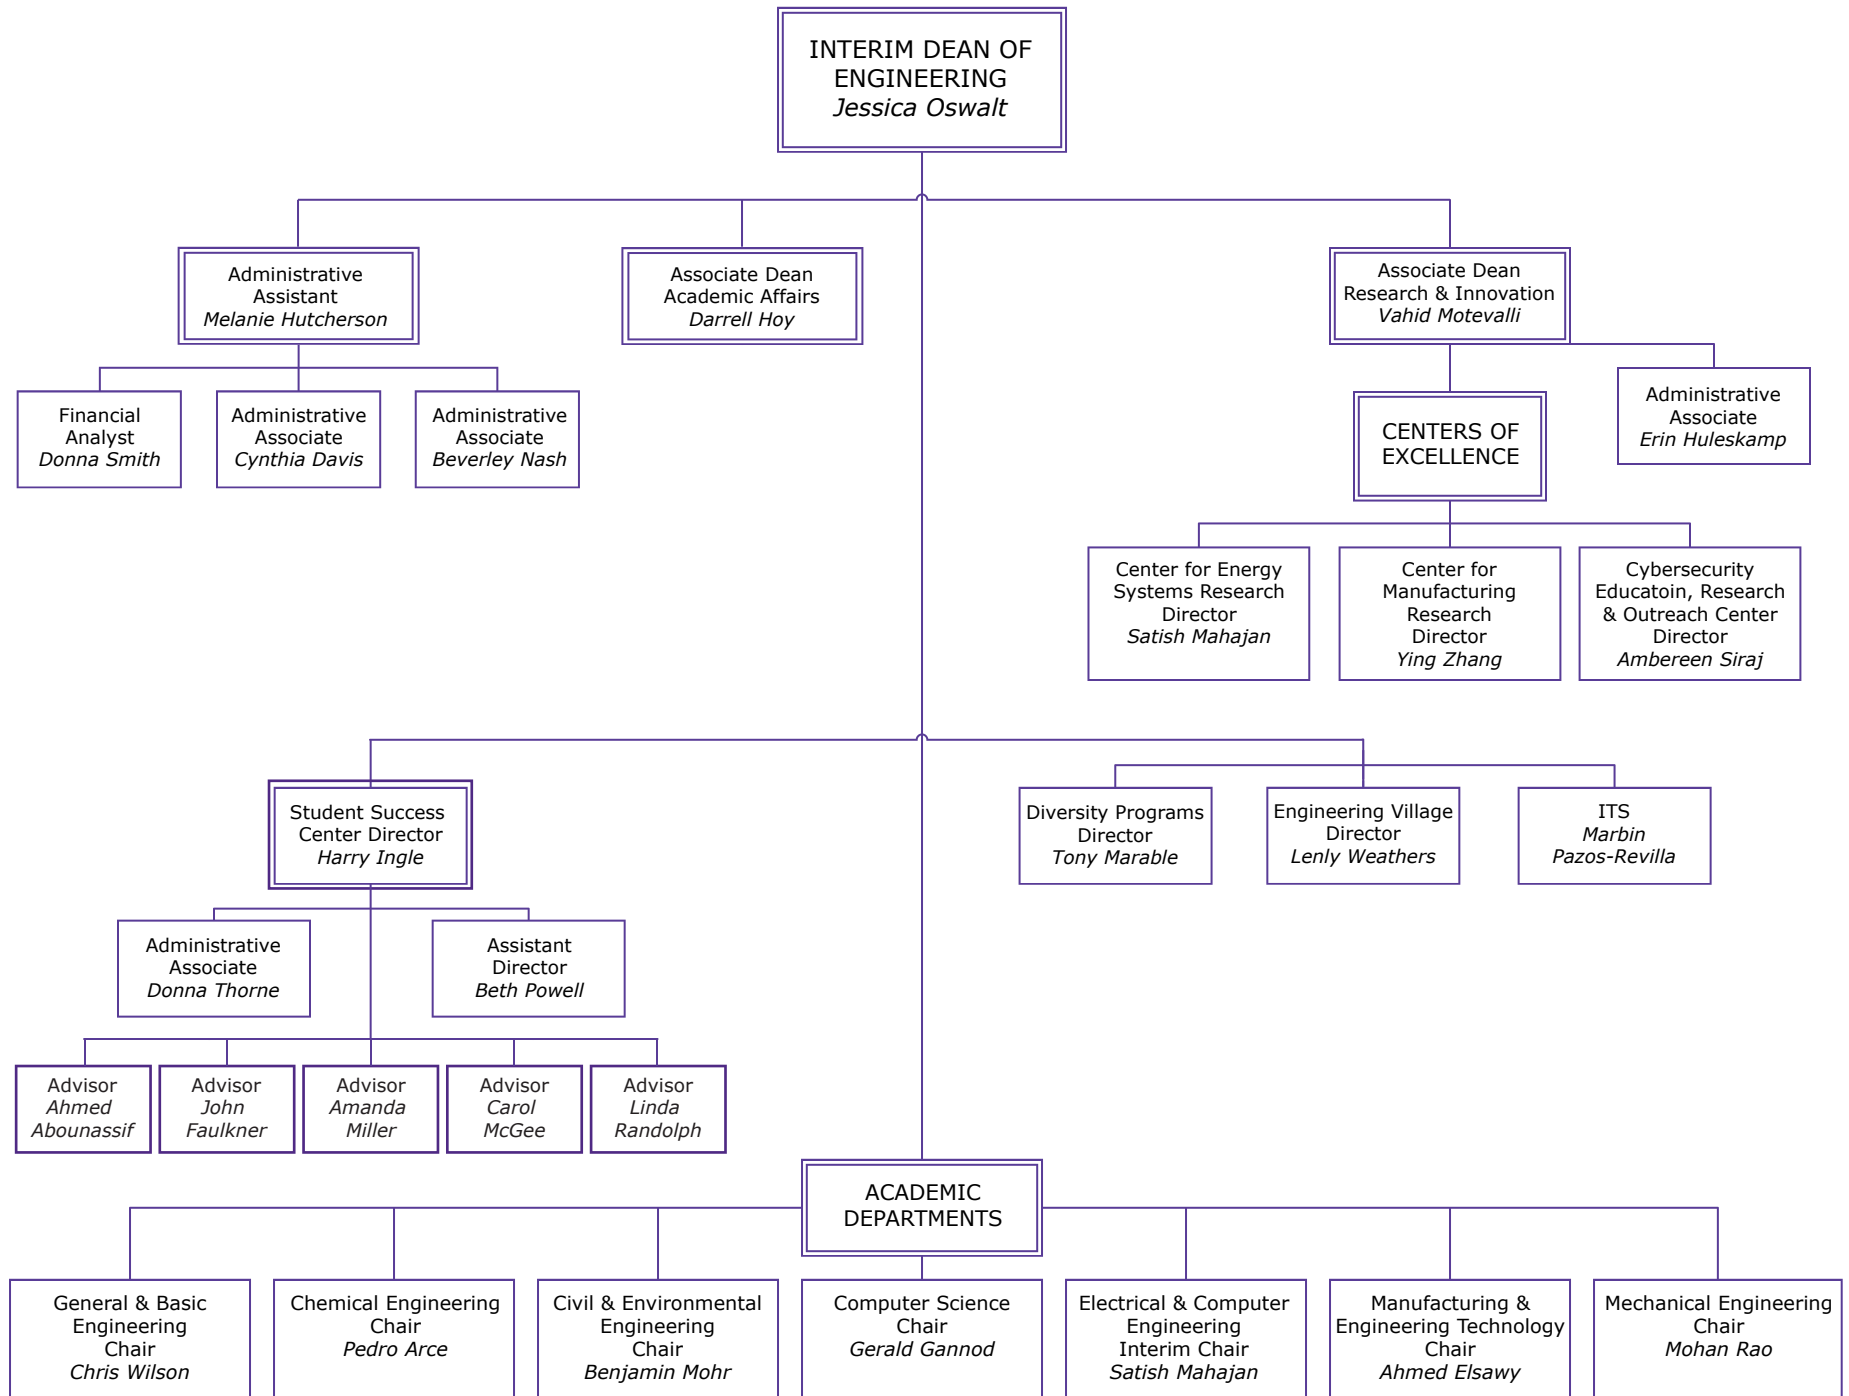 INTERIM DEAN OF
ENGINEERING
Jessica Oswalt
Administrative
Assistant
Melanie Hutcherson
Associate Dean
Academic Affairs
Darrell Hoy
Associate Dean
Research & Innovation
Vahid Motevalli
Financial
Analyst
Donna Smith
Administrative
Associate
Cynthia Davis
Administrative
Associate
Beverley Nash
CENTERS OF
EXCELLENCE
Administrative
Associate
Erin Huleskamp
Center for Energy
Systems Research
Director
Satish Mahajan
Center for
Manufacturing
Research
Director
Ying Zhang
Cybersecurity
Educatoin, Research
& Outreach Center
Director
Ambereen Siraj
Student Success
Center Director
Harry Ingle
Diversity Programs
Director
Tony Marable
Engineering Village
Director
Lenly Weathers
ITS
Marbin
Pazos-Revilla
Administrative
Associate
Donna Thorne
Assistant
Director
Beth Powell
Advisor
Ahmed
Abounassif
Advisor
John
Faulkner
Advisor
Amanda
Miller
Advisor
Carol
McGee
Advisor
Linda
Randolph
ACADEMIC
DEPARTMENTS
General & Basic
Engineering
Chair
Chris Wilson
Chemical Engineering
Chair
Pedro Arce
Civil & Environmental
Engineering
Chair
Benjamin Mohr
Computer Science
Chair
Gerald Gannod
Electrical & Computer
Engineering
Interim Chair
Satish Mahajan
Manufacturing &
Engineering Technology
Chair
Ahmed Elsawy
Mechanical Engineering
Chair
Mohan Rao